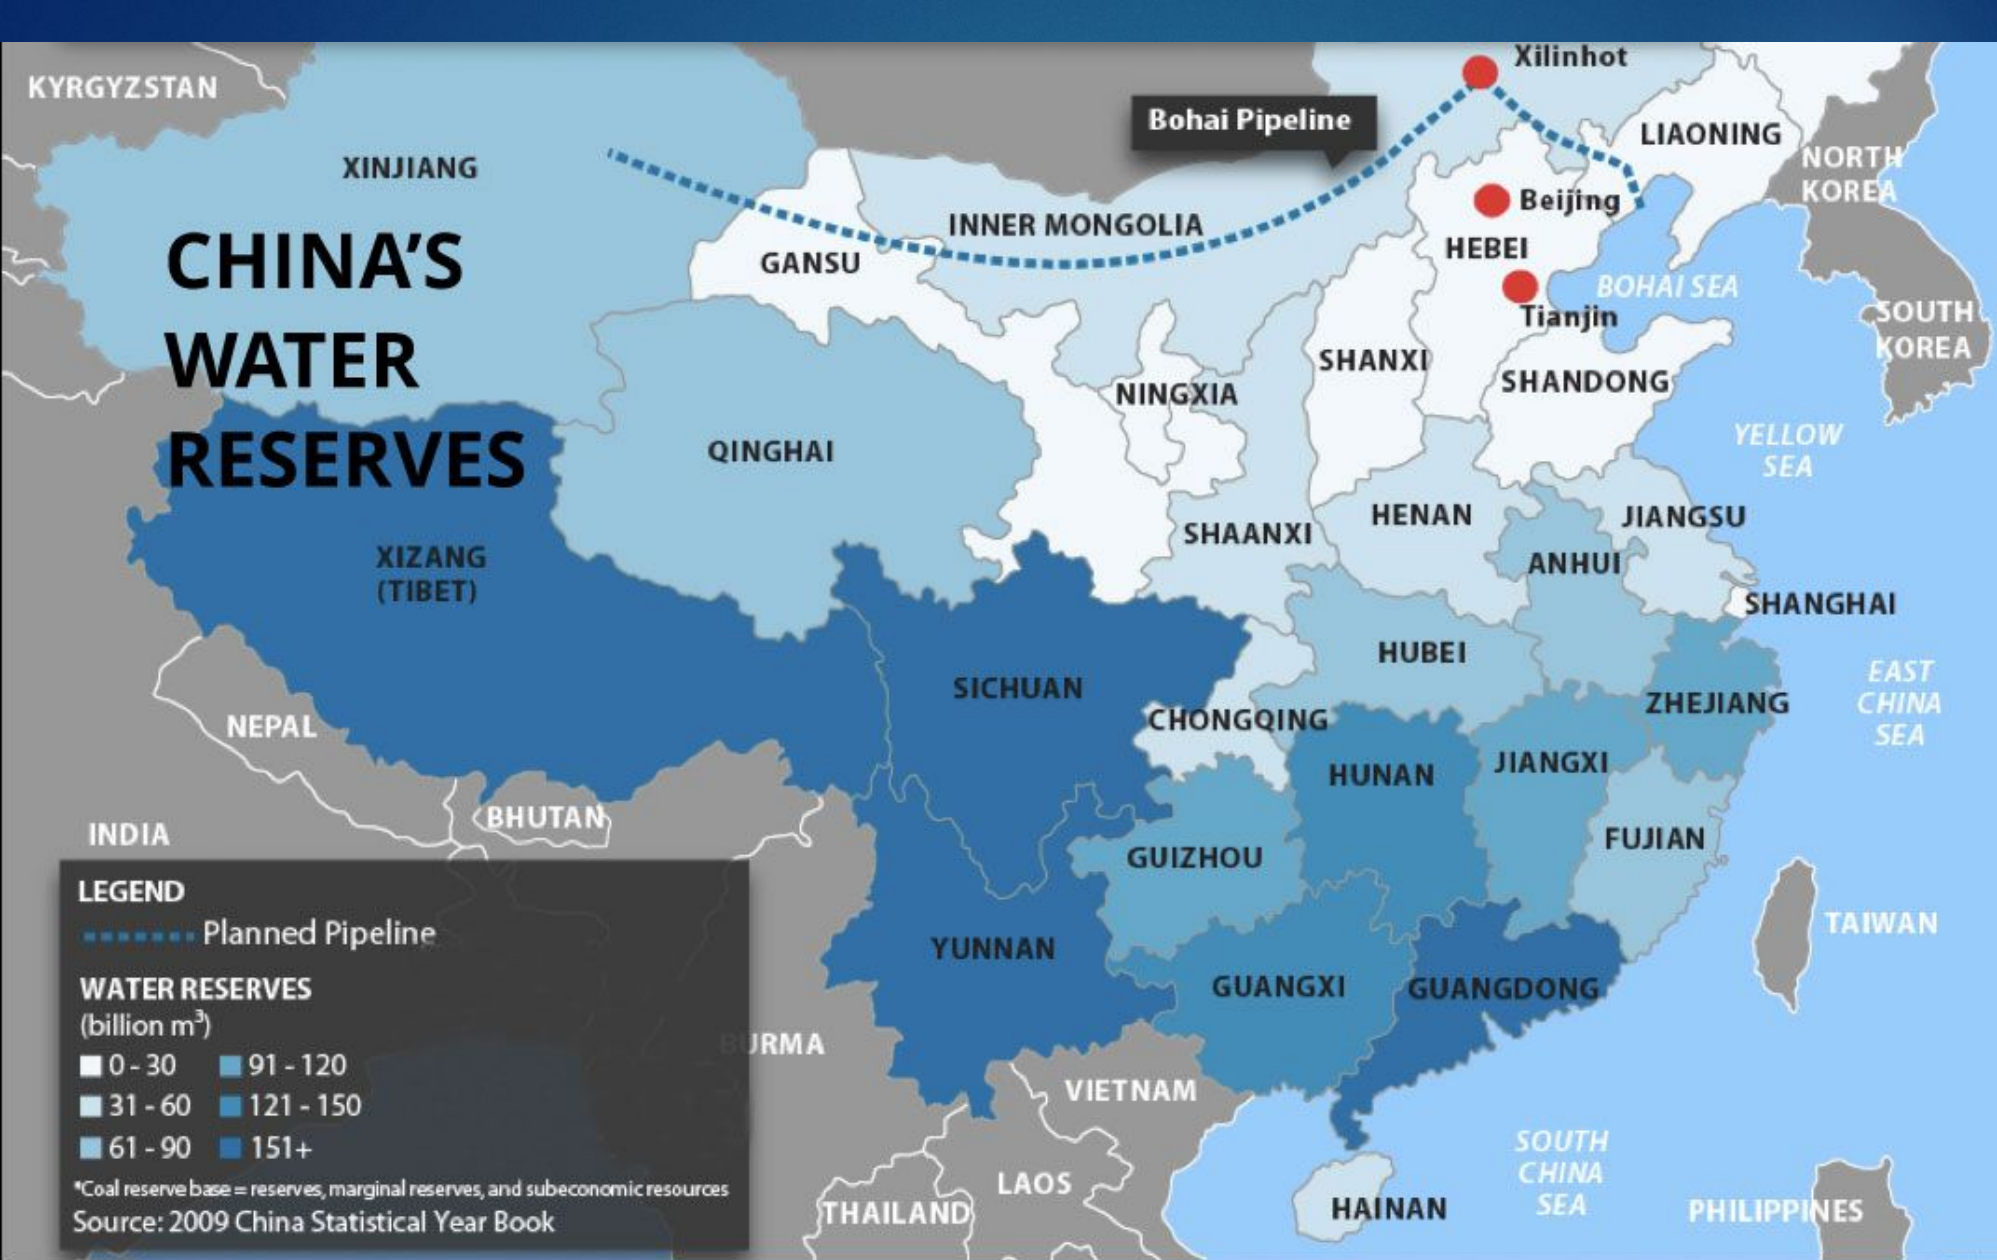 Xilinhot
KYRGYZSTAN
Bohai Pipeline
LIAONING
NORTH
KOREA
XINJIANG
Beijing
INNER MONGOLIA
HEBEI
GANSU
CHINA'S
WATER
RESERVES
BOHAI SEA
Tianjin
SOUTH
KOREA
SHANXI
SHANDONG
NINGXIA
QINGHAI
YELLOW
SEA
HENAN
JIANGSU
SHAANXI
ANHUI
XIZANG
(TIBET)
SHANGHAI
HUBEI
EAST
CHINA
SEA
SICHUAN
ZHEJIANG
CHONGQING
NEPAL
HUNAN
JIANGXI
BHUTAN
INDIA
FUJIAN
GUIZHOU
TAIWAN
YUNNAN
GUANGXI
GUANGDONG
BURMA
VIETNAM
LAOS
THAILAND
HAINAN
SOUTH
CHINA
SEA
PHILIPPINES
LEGEND
Planned Pipeline
WATER RESERVES
(billion m³)
0 - 30
31 - 60
61 - 90
91 - 120
121 - 150
151+
*Coal reserve base = reserves, marginal reserves, and subeconomic resources
Source: 2009 China Statistical Year Book